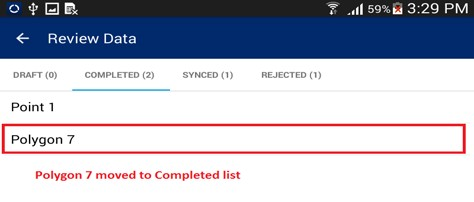 59% 3:29 PM
Review Data
DRAFT (0) COMPLETED (2) SYNCED (1) REJECTED (1)
Point 1
Polygon 7
Polygon 7 moved to Completed list